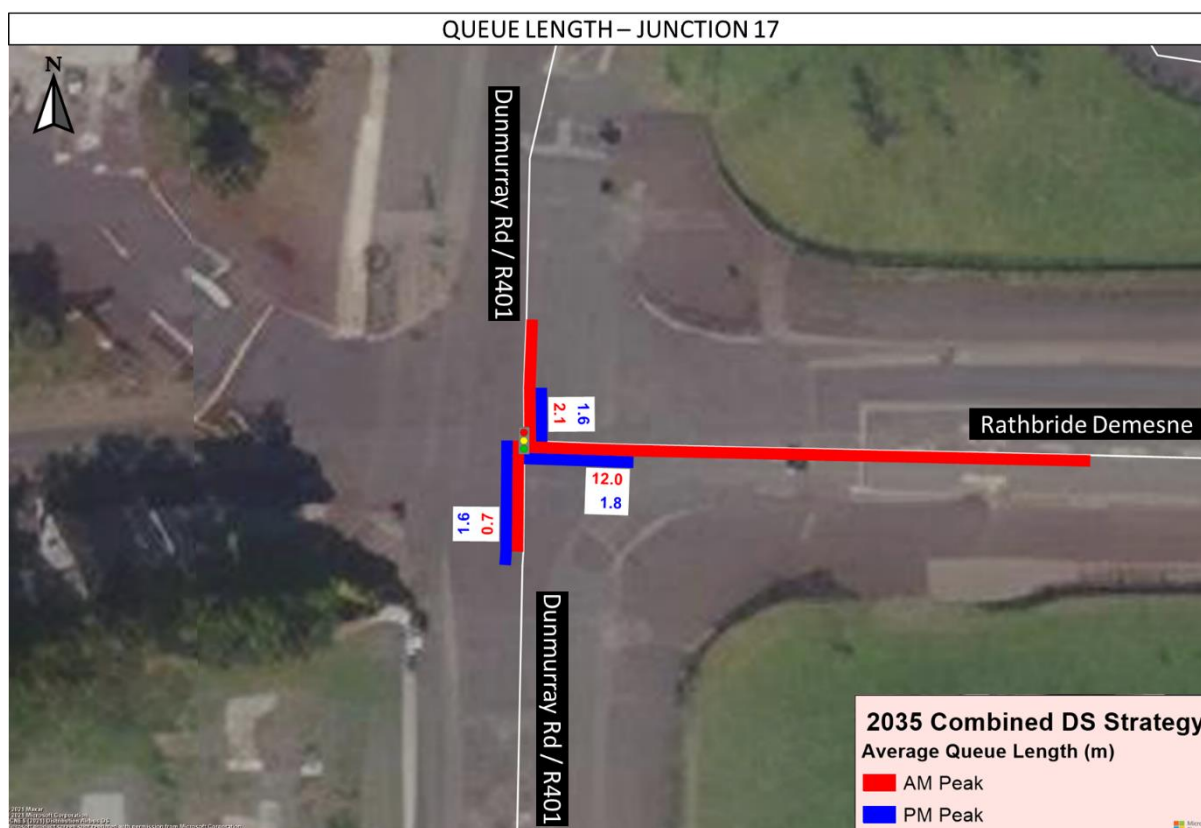 QUEUE LENGTH – JUNCTION 17
N
Dunmurray Rd / R401
1.6
2.1
Rathbride Demesne
12.0
1.8
0.7
1.6
Dunmurray Rd / R401
2035 Combined DS Strategy
Average Queue Length (m)
AM Peak
PM Peak